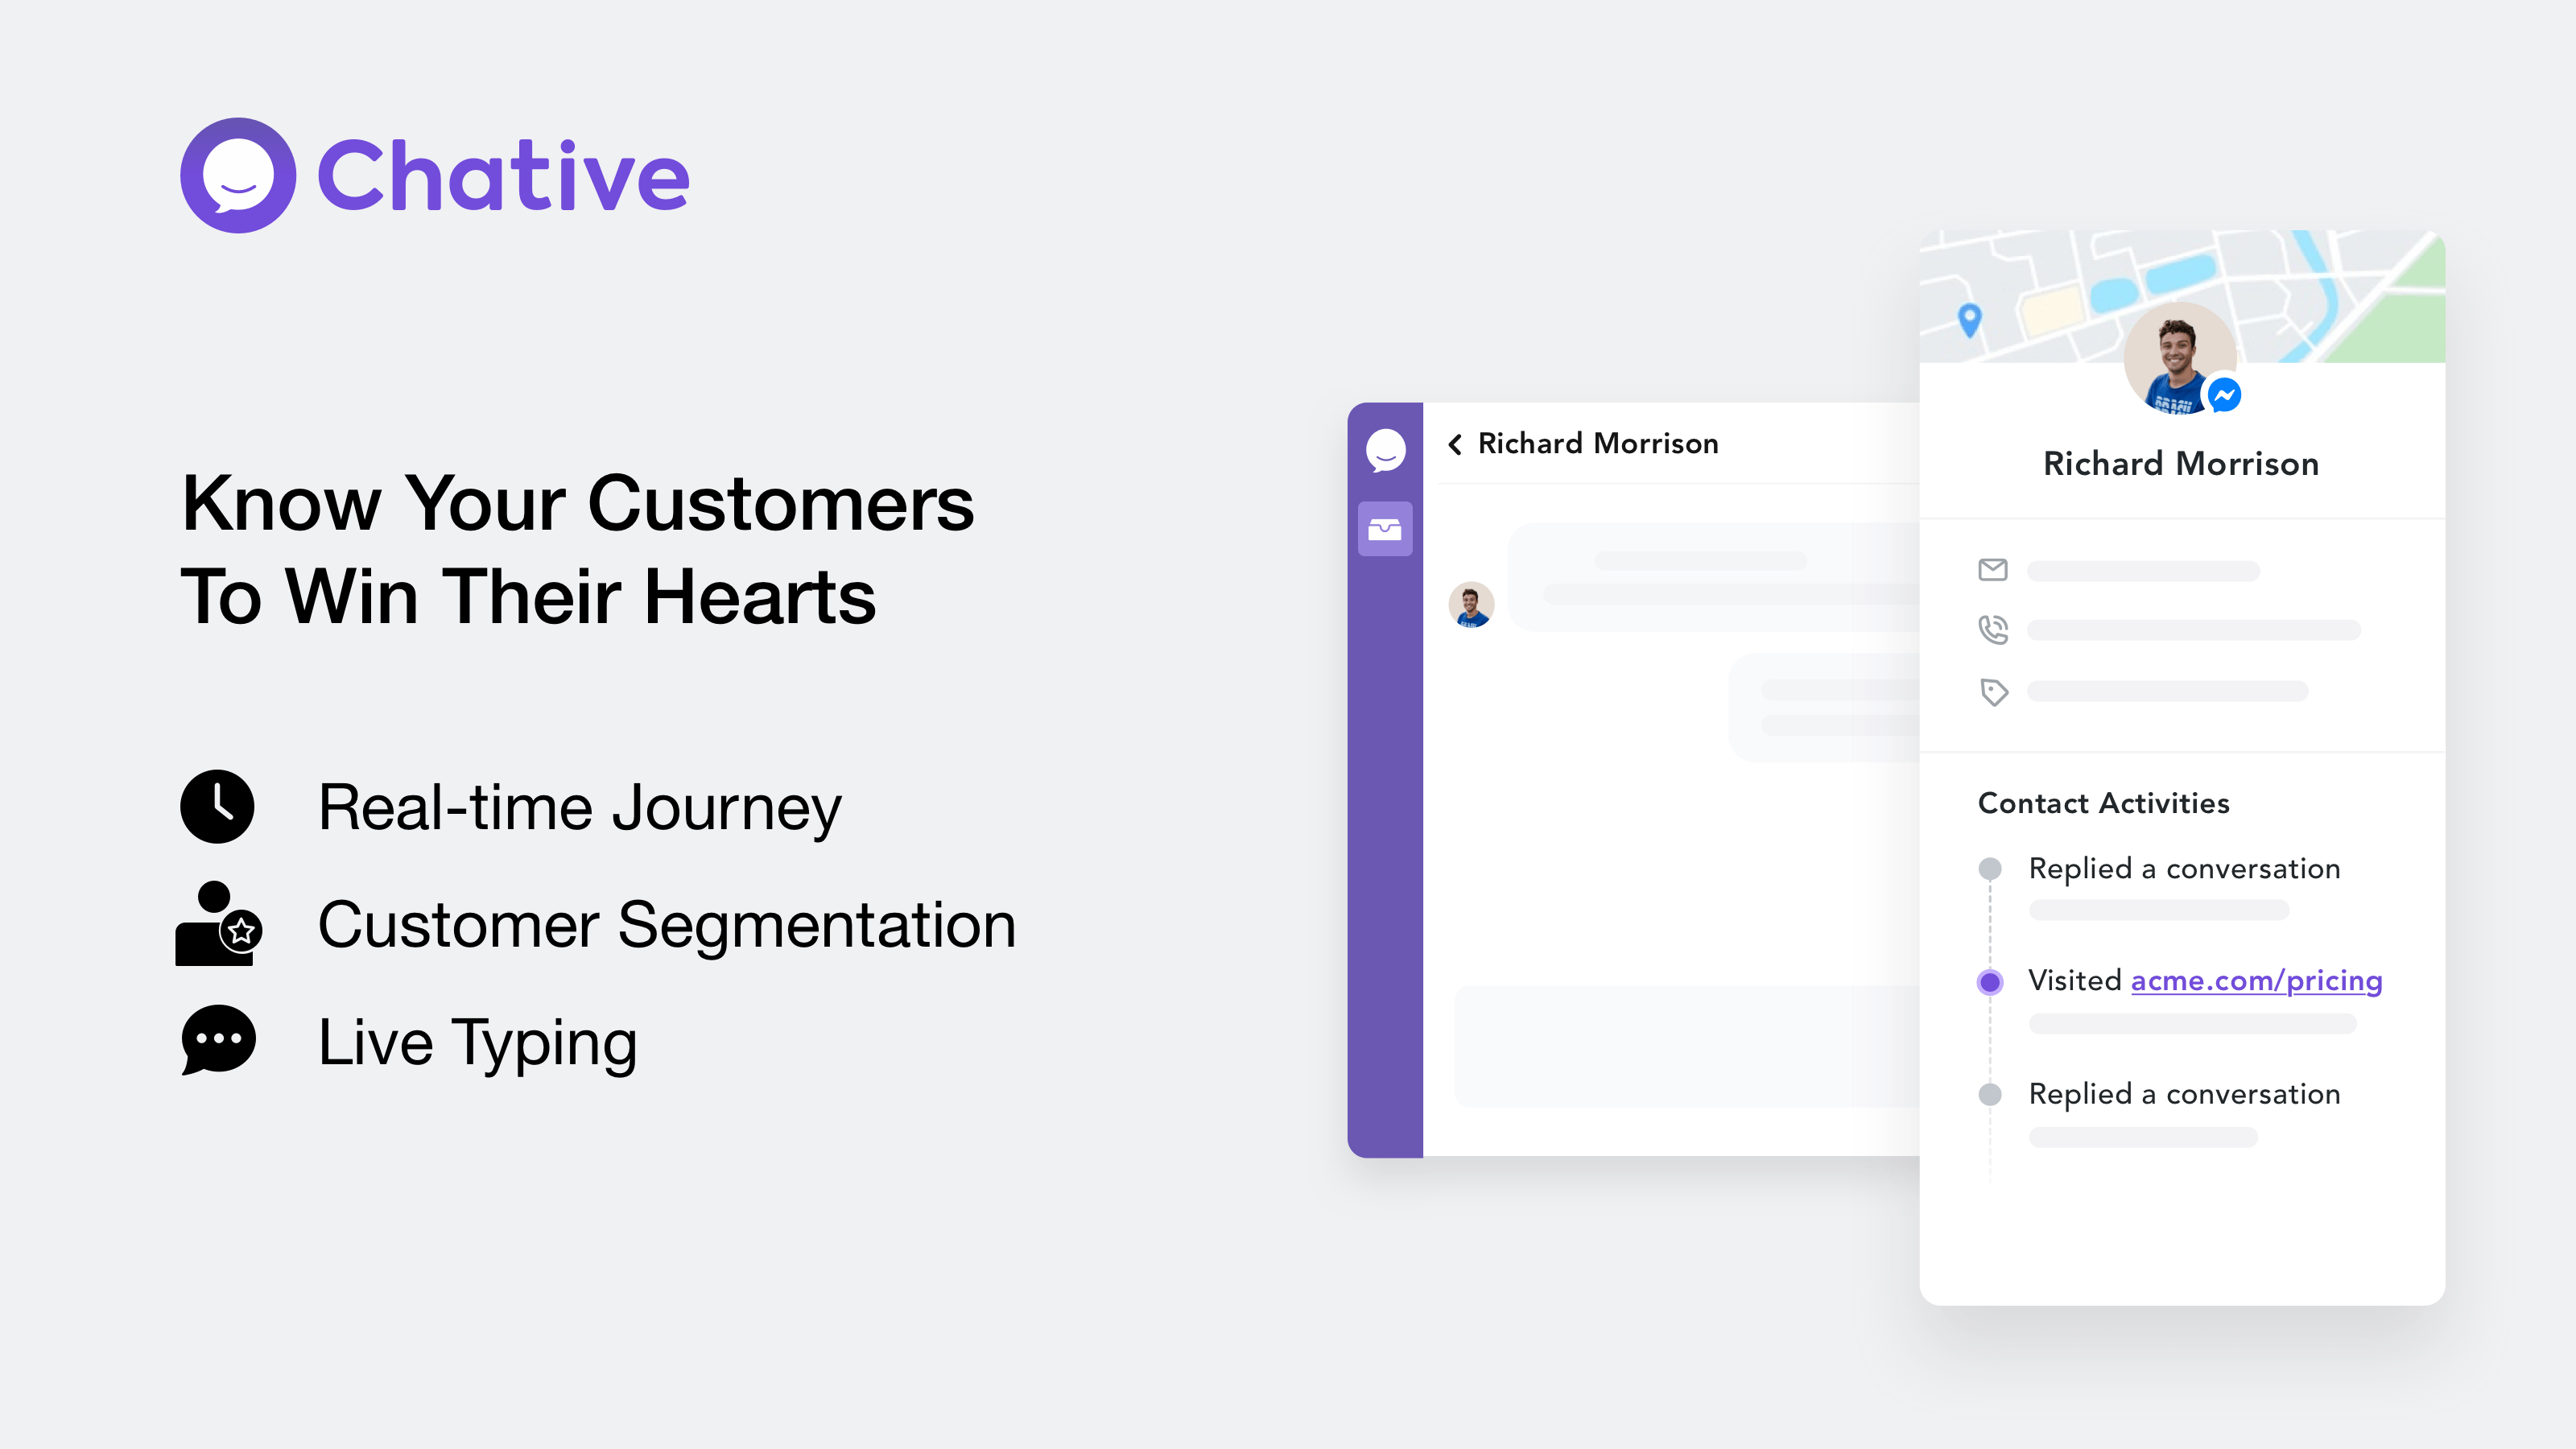 Chative
Know Your Customers
To Win Their Hearts
Real-time Journey
Customer Segmentation
Live Typing
Richard Morrison
Richard Morrison
Contact Activities
Replied a conversation
Visited acme.com/pricing
Replied a conversation